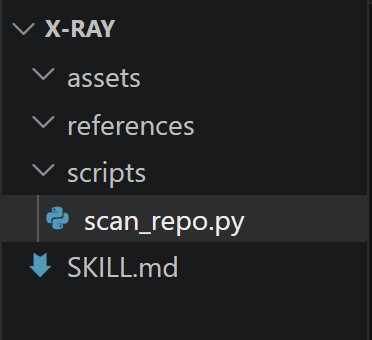 X-RAY
assets
references
scripts
scan_repo.py
SKILL.md